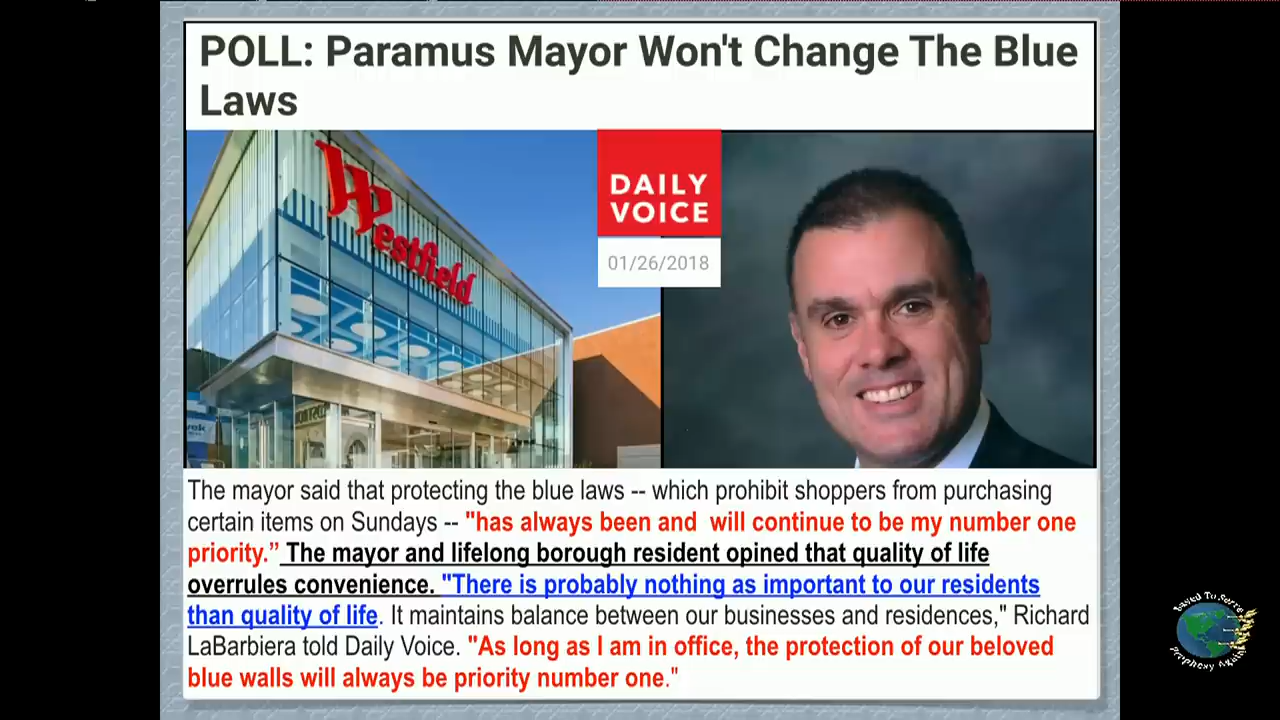 POLL: Paramus Mayor Won't Change The Blue
Laws
Westfield
DAILY
VOICE
01/26/2018
The mayor said that protecting the blue laws -- which prohibit shoppers from purchasing
certain items on Sundays -- "has always been and will continue to be my number one
priority.” The mayor and lifelong borough resident opined that quality of life
overrules convenience. "There is probably nothing as important to our residents
than quality of life. It maintains balance between our businesses and residences," Richard
LaBarbiera told Daily Voice. "As long as I am in office, the protection of our beloved
blue walls will always be priority number one."
Prophesy Again